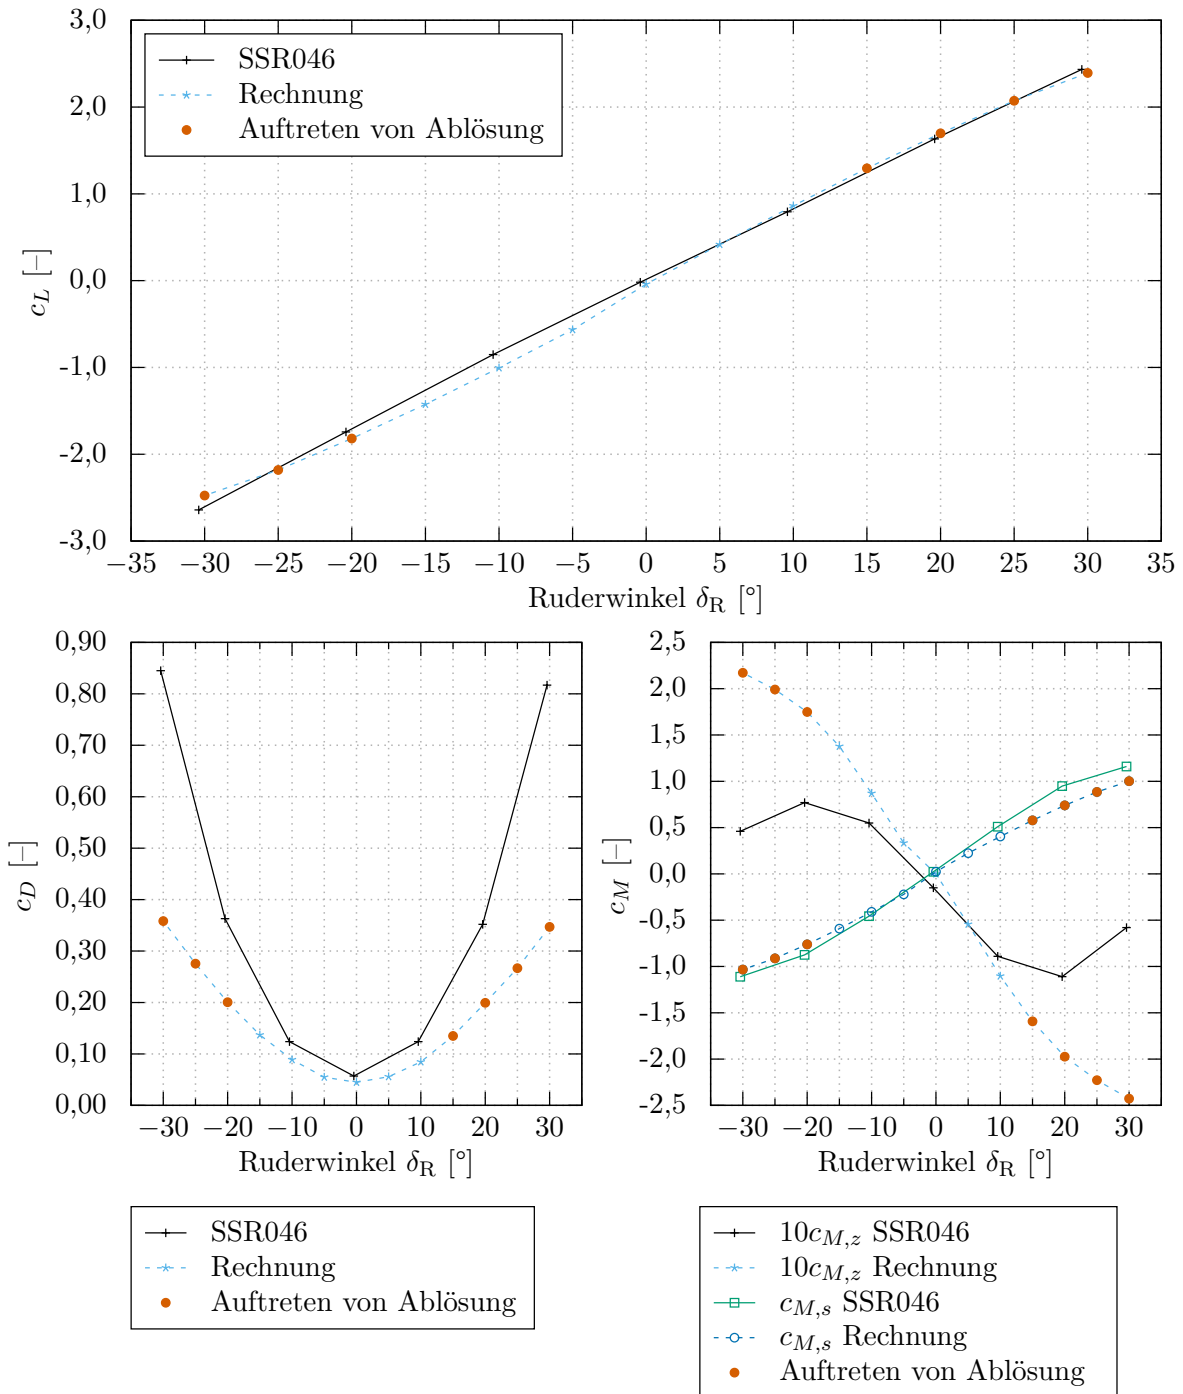 3,0
2,0
1,0
0,0
-1,0
-2,0
-3,0
c_L [–]
SSR046
Rechnung
Auftreten von Ablösung
−35 −30 −25 −20 −15 −10 −5 0 5 10 15 20 25 30 35
Ruderwinkel δ_R [°]
0,90
0,80
0,70
0,60
0,50
0,40
0,30
0,20
0,10
0,00
c_D [–]
−30 −20 −10 0 10 20 30
Ruderwinkel δ_R [°]
SSR046
Rechnung
Auftreten von Ablösung
2,5
2,0
1,5
1,0
0,5
0,0
-0,5
-1,0
-1,5
-2,0
-2,5
c_M [–]
−30 −20 −10 0 10 20 30
Ruderwinkel δ_R [°]
10c_{M,z} SSR046
10c_{M,z} Rechnung
c_{M,s} SSR046
c_{M,s} Rechnung
Auftreten von Ablösung